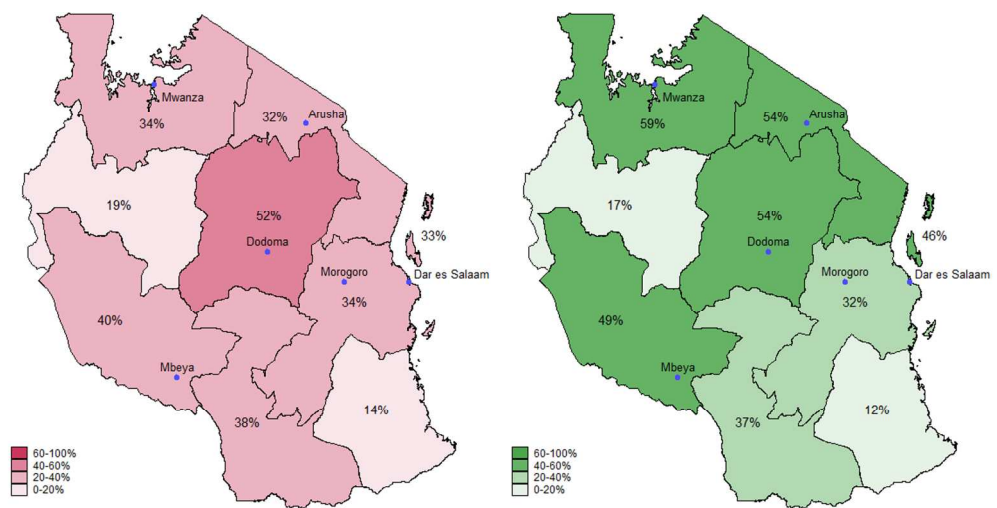 Mwanza
34%
32%
Arusha
19%
52%
Dodoma
33%
Dar es Salaam
Morogoro
34%
40%
Mbeya
38%
14%
60-100%
40-60%
20-40%
0-20%
Mwanza
59%
54%
Arusha
17%
54%
Dodoma
46%
Dar es Salaam
Morogoro
32%
49%
Mbeya
37%
12%
60-100%
40-60%
20-40%
0-20%